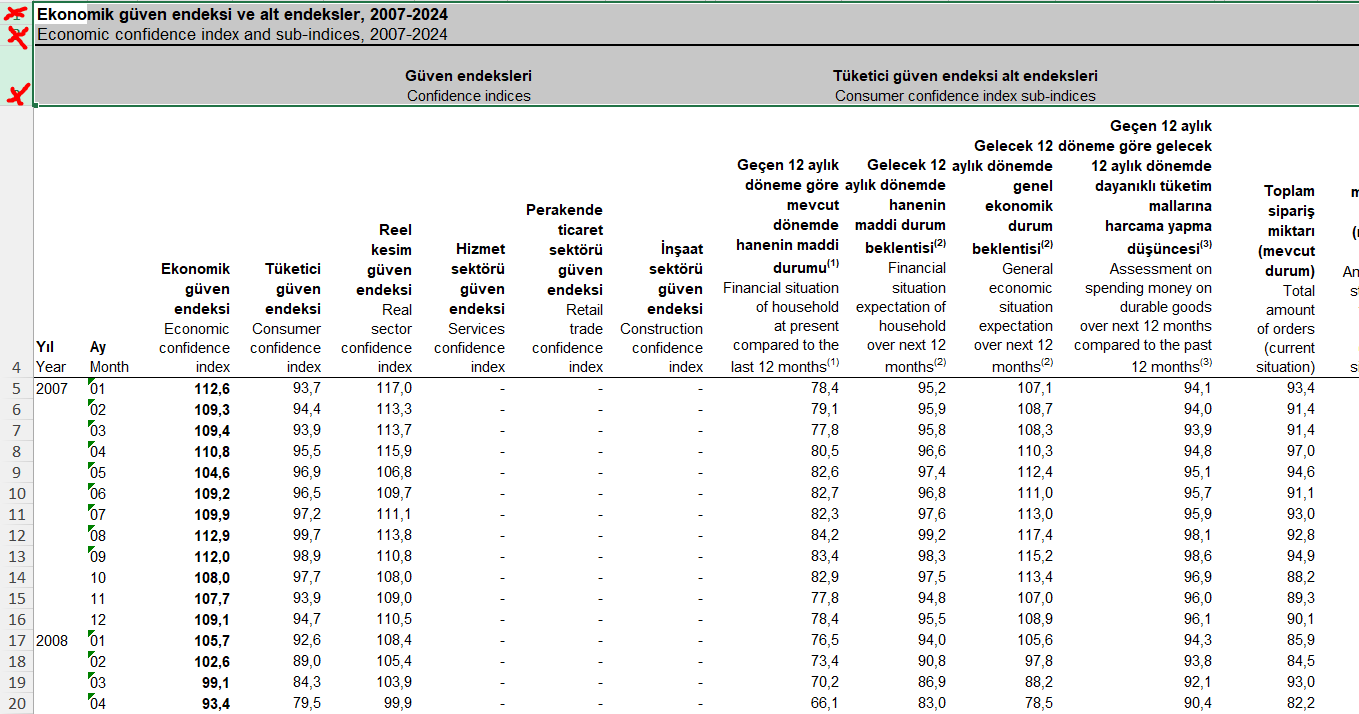 Ekonomik güven endeksi ve alt endeksler, 2007-2024
Economic confidence index and sub-indices, 2007-2024
Güven endeksleri Tüketici güven endeksi alt endeksleri
Confidence indices Consumer confidence index sub-indices
Yıl
Year
Ay
Month
Ekonomik
güven
endeksi
Economic
confidence
index
Tüketici
güven
endeksi
Consumer
confidence
index
Reel
kesim
güven
endeksi
Real
sector
confidence
index
Hizmet
sektörü
güven
endeksi
Services
confidence
index
Perakende
ticaret
sektörü
güven
endeksi
Retail
trade
confidence
index
İnşaat
sektörü
güven
endeksi
Construction
confidence
index
Geçen 12 aylık
döneme göre
mevcut
dönemde
hanenin maddi
durumu(1)
Financial situation
of household
at present
compared to the
last 12 months(1)
Gelecek 12
aylık dönemde
hanenin
maddi durum
beklentisi(2)
Financial
situation
expectation of
household
over next 12
months(2)
Gelecek 12
aylık dönemde
genel
ekonomik
durum
beklentisi(2)
General
economic
situation
expectation
over next 12
months(2)
Geçen 12 aylık
döneme göre gelecek
12 aylık dönemde
dayanıklı tüketim
mallarına
harcama yapma
düşüncesi(3)
Assessment on
spending money on
durable goods
over next 12 months
compared to the past
12 months(3)
Toplam
sipariş
miktarı
(mevcut
durum)
Total
amount
of orders
(current
situation)
4
5 2007 01 112,6 93,7 117,0 - - - 78,4 95,2 107,1 94,1 93,4
6 02 109,3 94,4 113,3 - - - 79,1 95,9 108,7 94,0 91,4
7 03 109,4 93,9 113,7 - - - 77,8 95,8 108,3 93,9 91,4
8 04 110,8 95,5 115,9 - - - 80,5 96,6 110,3 94,8 97,0
9 05 104,6 96,9 106,8 - - - 82,6 97,4 112,4 95,1 94,6
10 06 109,2 96,5 109,7 - - - 82,7 96,8 111,0 95,7 91,1
11 07 109,9 97,2 111,1 - - - 82,3 97,6 113,0 95,9 93,0
12 08 112,9 99,7 113,8 - - - 84,2 99,2 117,4 98,1 92,8
13 09 112,0 98,9 110,8 - - - 83,4 98,3 115,2 98,6 94,9
14 10 108,0 97,7 108,0 - - - 82,9 97,5 113,4 96,9 88,2
15 11 107,7 93,9 109,0 - - - 77,8 94,8 107,0 96,0 89,3
16 12 109,1 94,7 110,5 - - - 78,4 95,5 108,9 96,1 90,1
17 2008 01 105,7 92,6 108,4 - - - 76,5 94,0 105,6 94,3 85,9
18 02 102,6 89,0 105,4 - - - 73,4 90,8 97,8 93,8 84,5
19 03 99,1 84,3 103,9 - - - 70,2 86,9 88,2 92,1 93,0
20 04 93,4 79,5 99,9 - - - 66,1 83,0 78,5 90,4 82,2